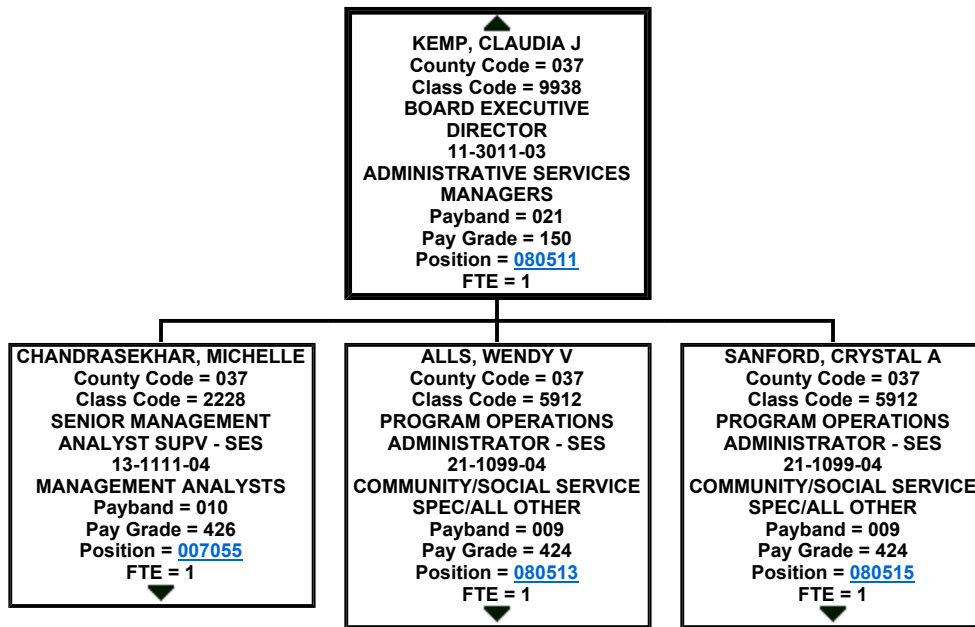 KEMP, CLAUDIA J
County Code = 037
Class Code = 9938
BOARD EXECUTIVE
DIRECTOR
11-3011-03
ADMINISTRATIVE SERVICES
MANAGERS
Payband = 021
Pay Grade = 150
Position = 080511
FTE = 1
CHANDRASEKHAR, MICHELLE
County Code = 037
Class Code = 2228
SENIOR MANAGEMENT
ANALYST SUPV - SES
13-1111-04
MANAGEMENT ANALYSTS
Payband = 010
Pay Grade = 426
Position = 007055
FTE = 1
ALLS, WENDY V
County Code = 037
Class Code = 5912
PROGRAM OPERATIONS
ADMINISTRATOR - SES
21-1099-04
COMMUNITY/SOCIAL SERVICE
SPEC/ALL OTHER
Payband = 009
Pay Grade = 424
Position = 080513
FTE = 1
SANFORD, CRYSTAL A
County Code = 037
Class Code = 5912
PROGRAM OPERATIONS
ADMINISTRATOR - SES
21-1099-04
COMMUNITY/SOCIAL SERVICE
SPEC/ALL OTHER
Payband = 009
Pay Grade = 424
Position = 080515
FTE = 1